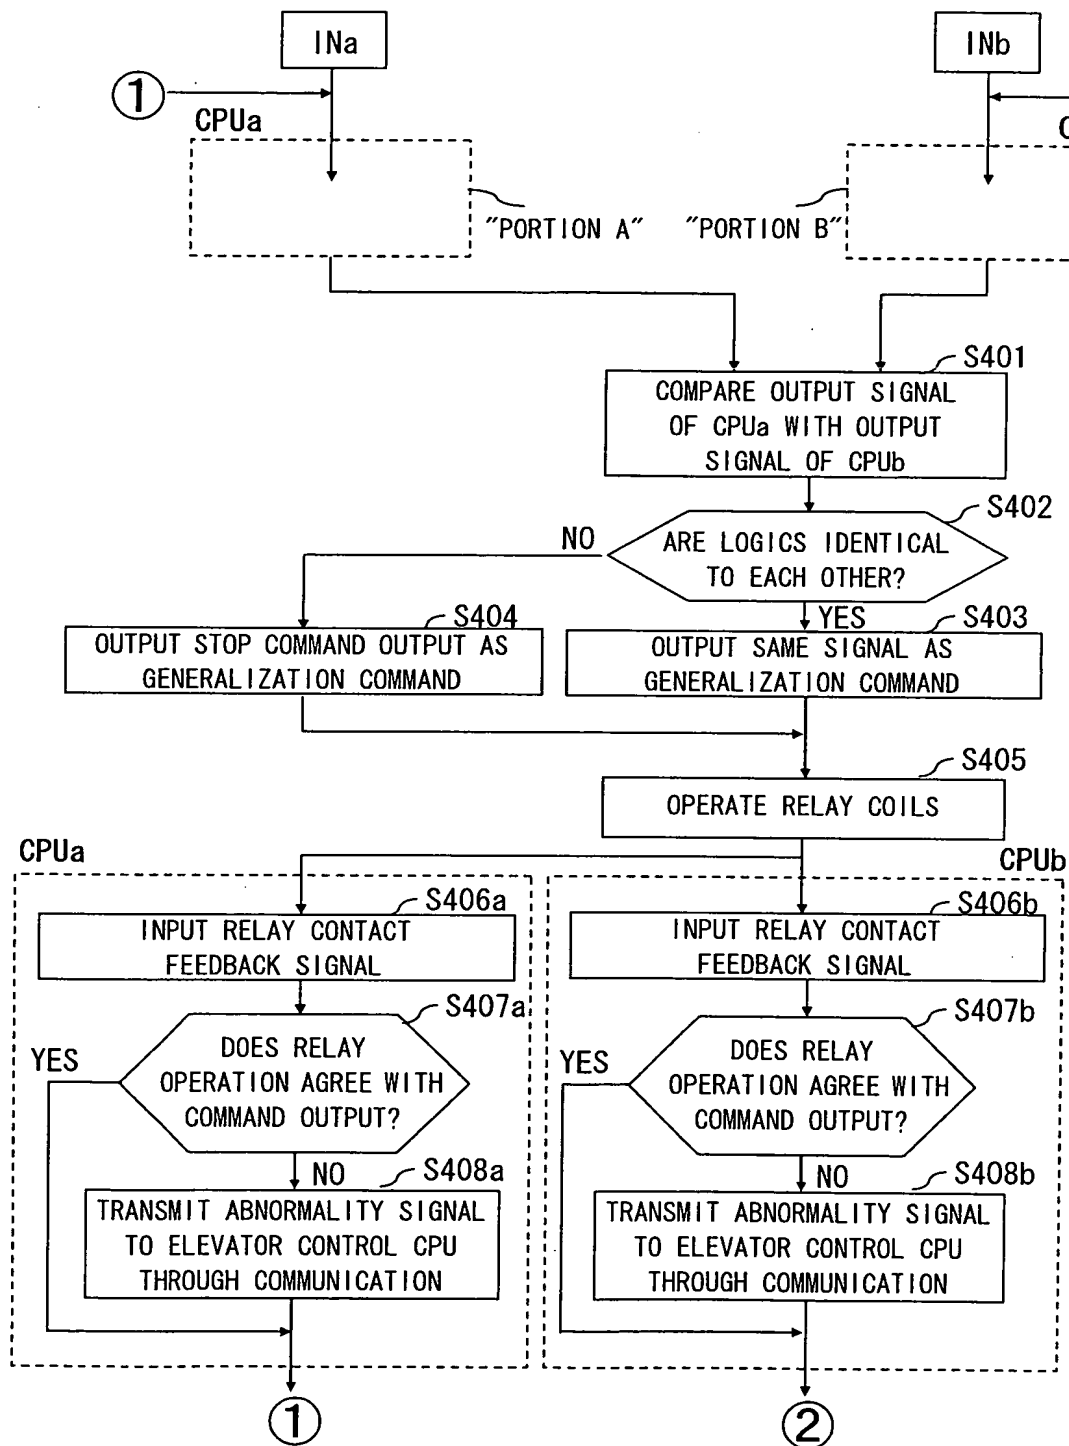 INa
INb
①
CPUa
C
"PORTION A"
"PORTION B"
S401
COMPARE OUTPUT SIGNAL
OF CPUa WITH OUTPUT
SIGNAL OF CPUb
S402
NO
ARE LOGICS IDENTICAL
TO EACH OTHER?
YES
S404
OUTPUT STOP COMMAND OUTPUT AS
GENERALIZATION COMMAND
S403
OUTPUT SAME SIGNAL AS
GENERALIZATION COMMAND
S405
OPERATE RELAY COILS
CPUa
S406a
INPUT RELAY CONTACT
FEEDBACK SIGNAL
S407a
YES
DOES RELAY
OPERATION AGREE WITH
COMMAND OUTPUT?
NO
S408a
TRANSMIT ABNORMALITY SIGNAL
TO ELEVATOR CONTROL CPU
THROUGH COMMUNICATION
①
CPUb
S406b
INPUT RELAY CONTACT
FEEDBACK SIGNAL
S407b
YES
DOES RELAY
OPERATION AGREE WITH
COMMAND OUTPUT?
NO
S408b
TRANSMIT ABNORMALITY SIGNAL
TO ELEVATOR CONTROL CPU
THROUGH COMMUNICATION
②